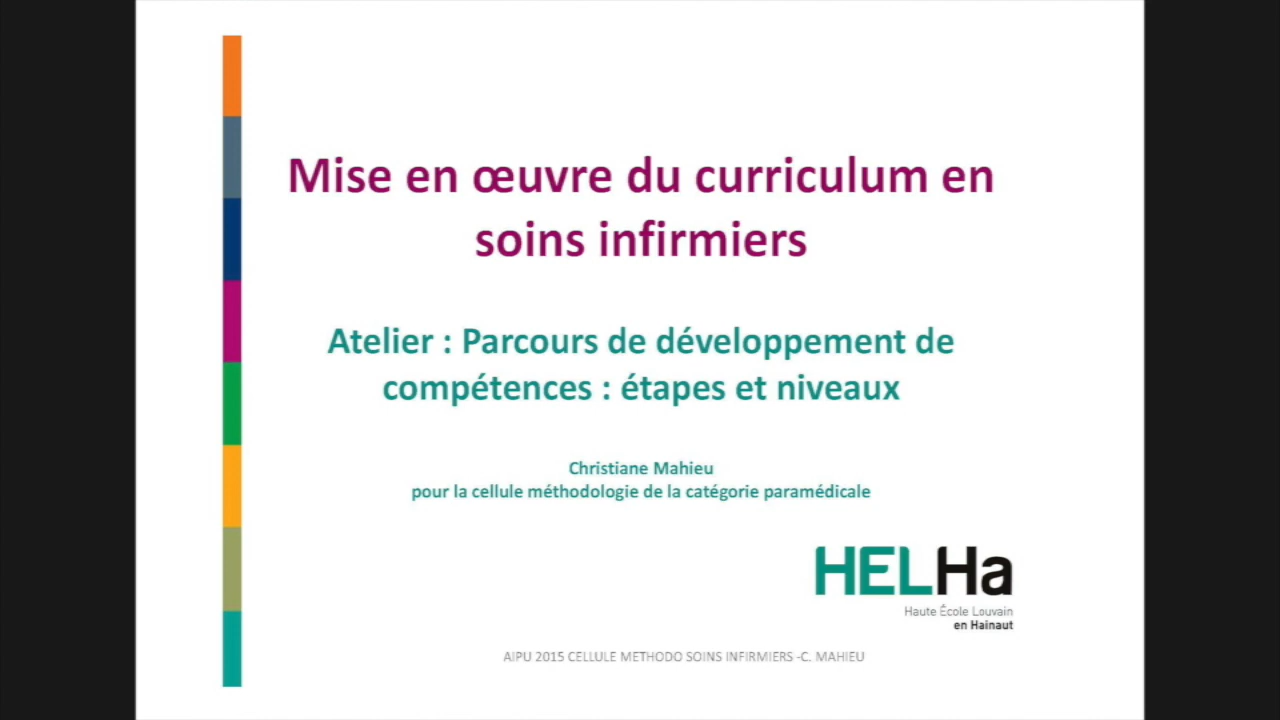 Mise en œuvre du curriculum en
soins infirmiers
Atelier : Parcours de développement de
compétences : étapes et niveaux
Christiane Mahieu
pour la cellule méthodologie de la catégorie paramédicale
HELHa
Haute École Louvain
en Hainaut
AIPU 2015 CELLULE METHODO SOINS INFIRMIERS -C. MAHIEU